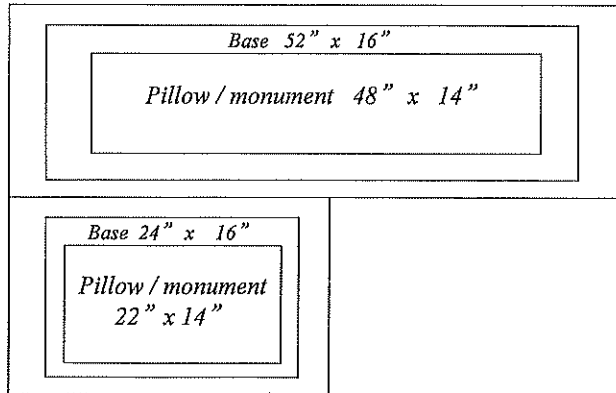 Base 52" x 16"
Pillow / monument 48" x 14"
Base 24" x 16"
Pillow / monument
22" x 14"